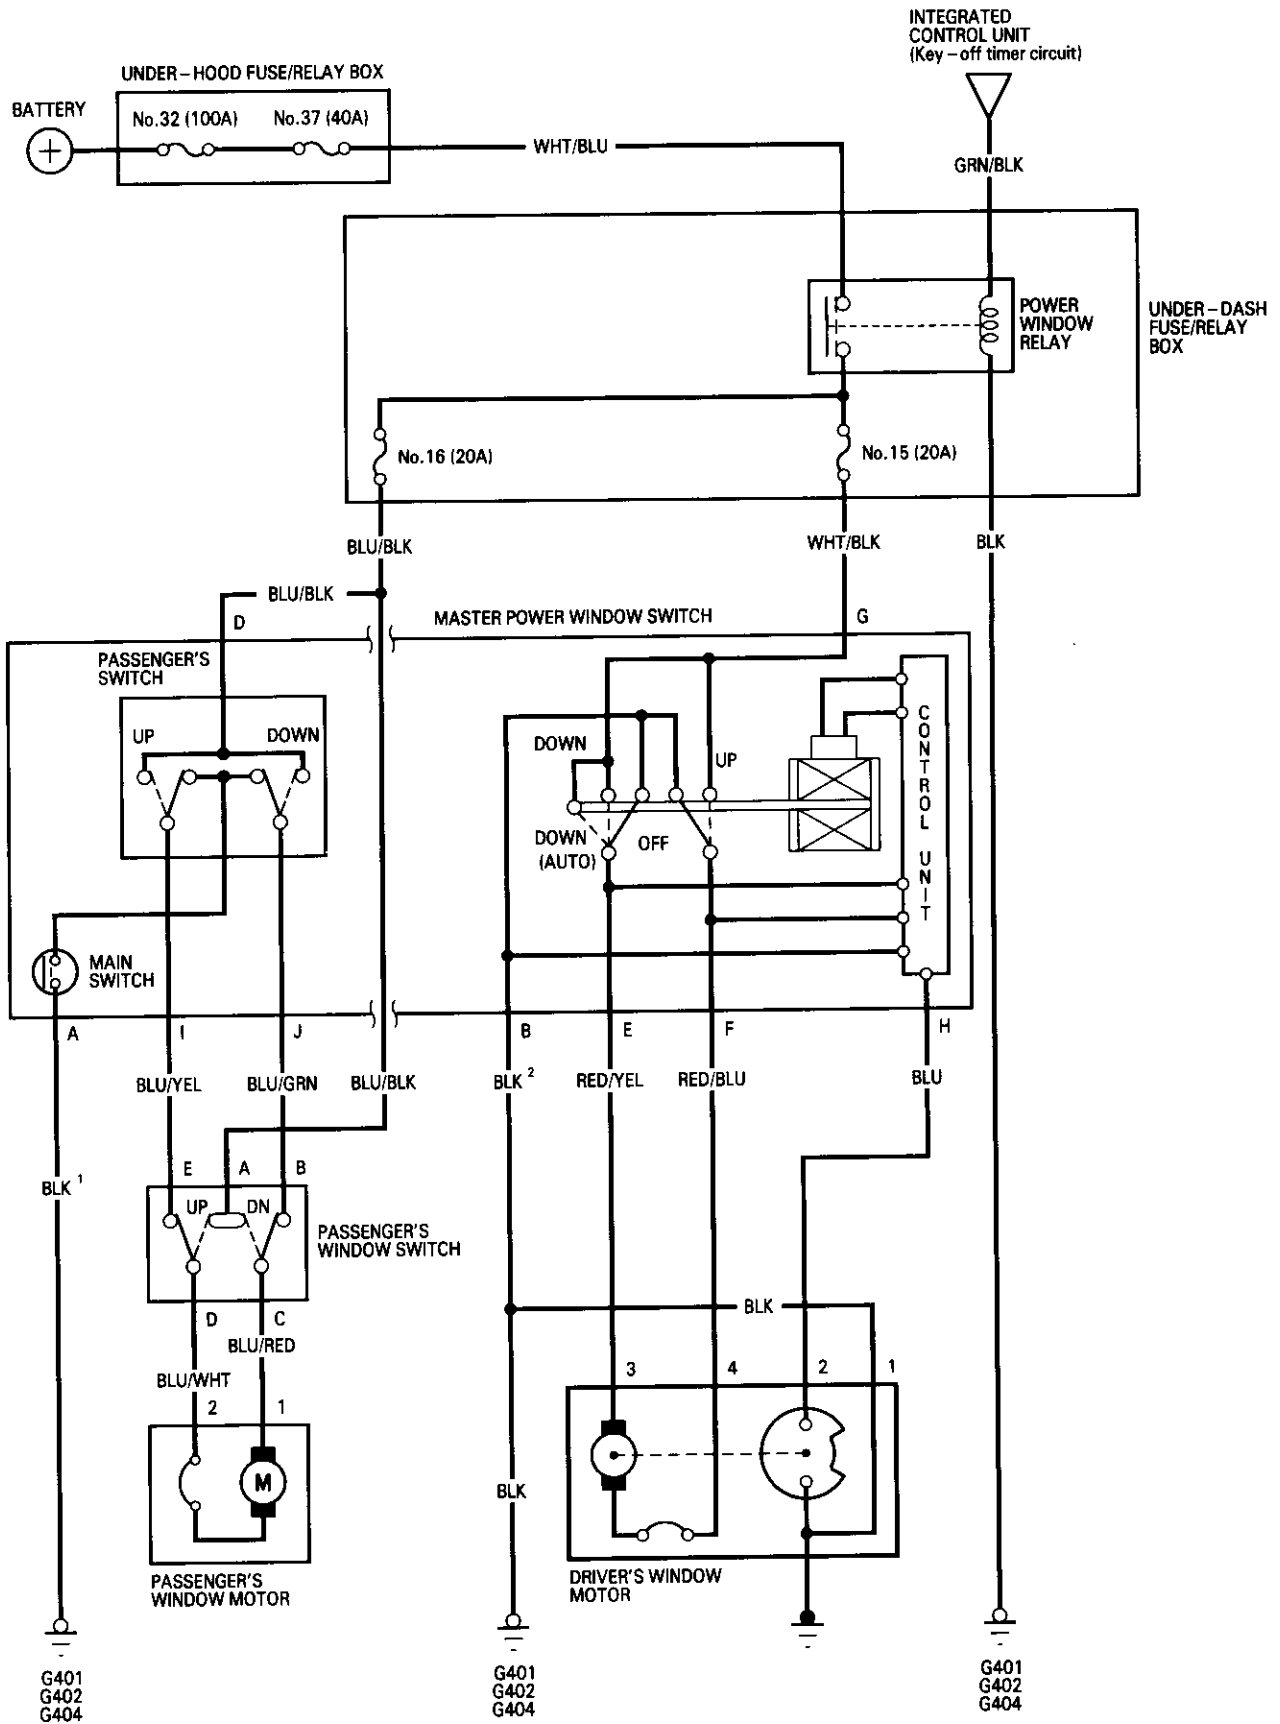 INTEGRATED
CONTROL UNIT
(Key – off timer circuit)
UNDER – HOOD FUSE/RELAY BOX
BATTERY
No.32 (100A)
No.37 (40A)
+
WHT/BLU
GRN/BLK
POWER
WINDOW
RELAY
UNDER – DASH
FUSE/RELAY
BOX
No.16 (20A)
No.15 (20A)
BLU/BLK
WHT/BLK
BLK
BLU/BLK
D
MASTER POWER WINDOW SWITCH
G
PASSENGER'S
SWITCH
UP
DOWN
DOWN
UP
DOWN
(AUTO)
OFF
CONTROL UNIT
MAIN
SWITCH
A
I
J
B
E
F
H
BLU/YEL
BLU/GRN
BLU/BLK
BLK 2
RED/YEL
RED/BLU
BLU
BLK 1
E
A
B
UP
DN
PASSENGER'S
WINDOW SWITCH
D
C
BLU/RED
BLU/WHT
2
1
M
PASSENGER'S
WINDOW MOTOR
BLK
3
4
2
1
BLK
DRIVER'S WINDOW
MOTOR
G401
G402
G404
G401
G402
G404
G401
G402
G404